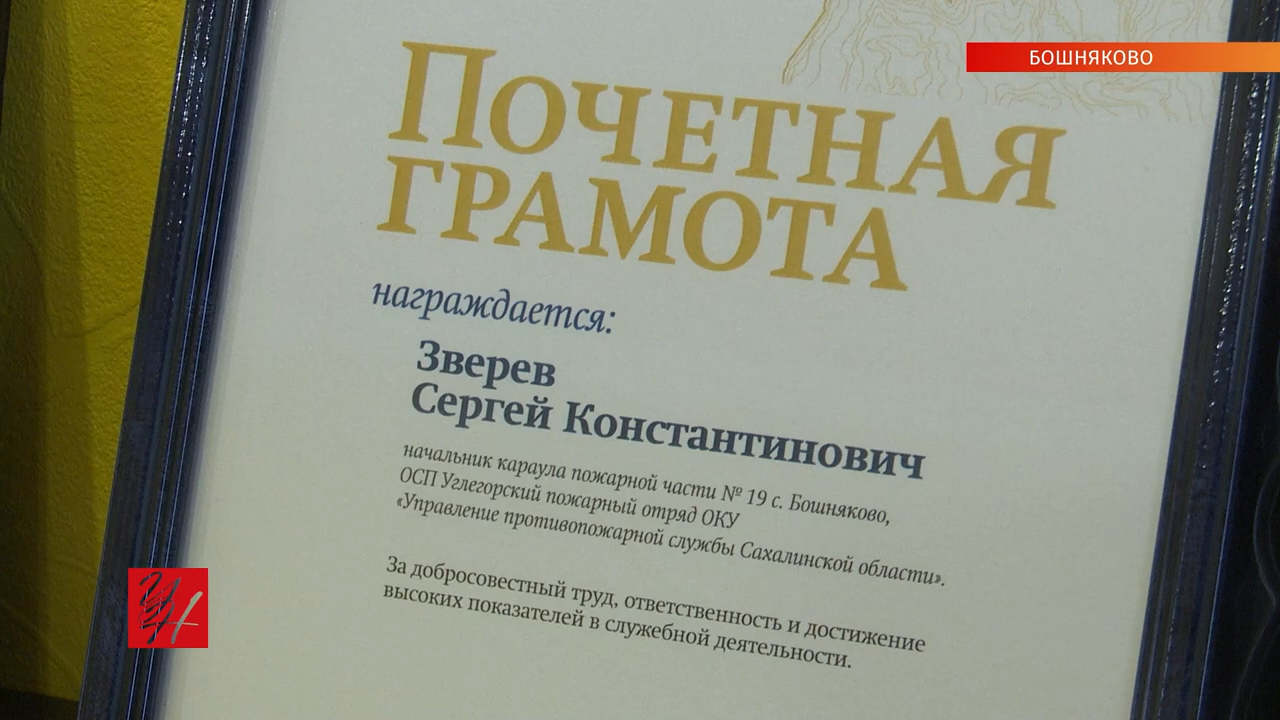 БОШНЯКОВО
ПОЧЕТНАЯ
ГРАМОТА
награждается:
Зверев
Сергей Константинович
начальник караула пожарной части № 19 с. Бошняково,
ОСП Углегорский пожарный отряд ОКУ
«Управление противопожарной службы Сахалинской области».
За добросовестный труд, ответственность и достижение
высоких показателей в служебной деятельности.